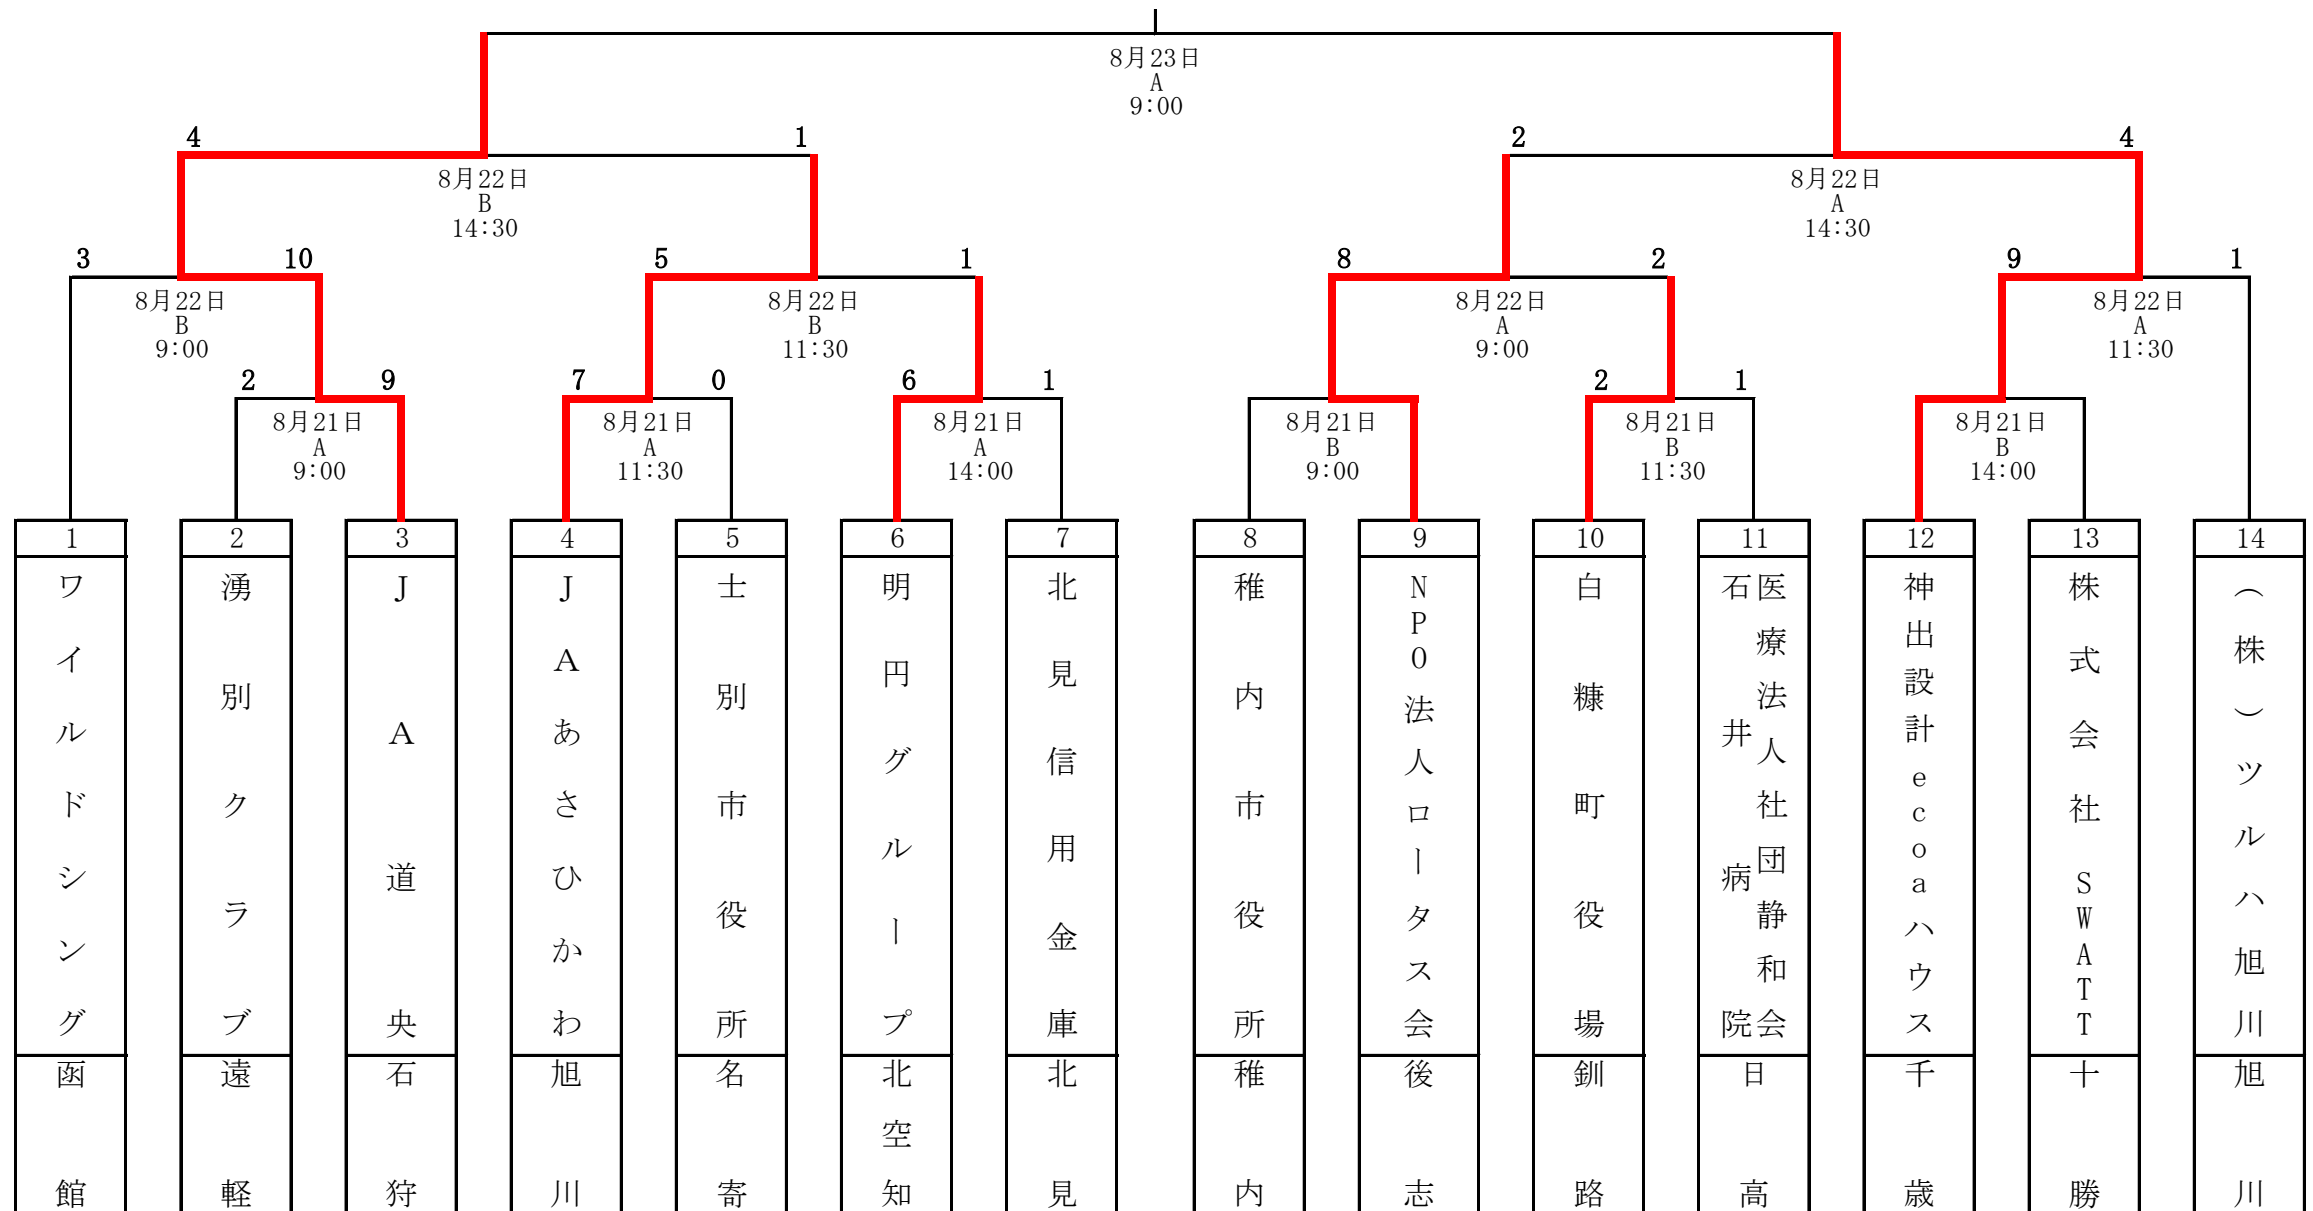 8月23日
A
9:00
4
1
2
4
8月22日
B
14:30
8月22日
A
14:30
3
10
5
1
8
2
9
1
8月22日
B
9:00
8月22日
B
11:30
8月22日
A
9:00
8月22日
A
11:30
2
9
7
0
6
1
2
1
8月21日
A
9:00
8月21日
A
11:30
8月21日
A
14:00
8月21日
B
9:00
8月21日
B
11:30
8月21日
B
14:00
1
ワイルドシング
函館
2
湧別クラブ
遠軽
3
JA道央
石狩
4
JAあさひかわ
旭川
5
士別市役所
名寄
6
明円グループ
北空知
7
北見信用金庫
北見
8
稚内市役所
稚内
9
NPO法人ロータス会
後志
10
白糠町役場
釧路
11
医療法人社団静和会
石井病院
日高
12
神出設計ecoaハウス
千歳
13
株式会社SWATT
十勝
14
(株)ツルハ旭川
旭川